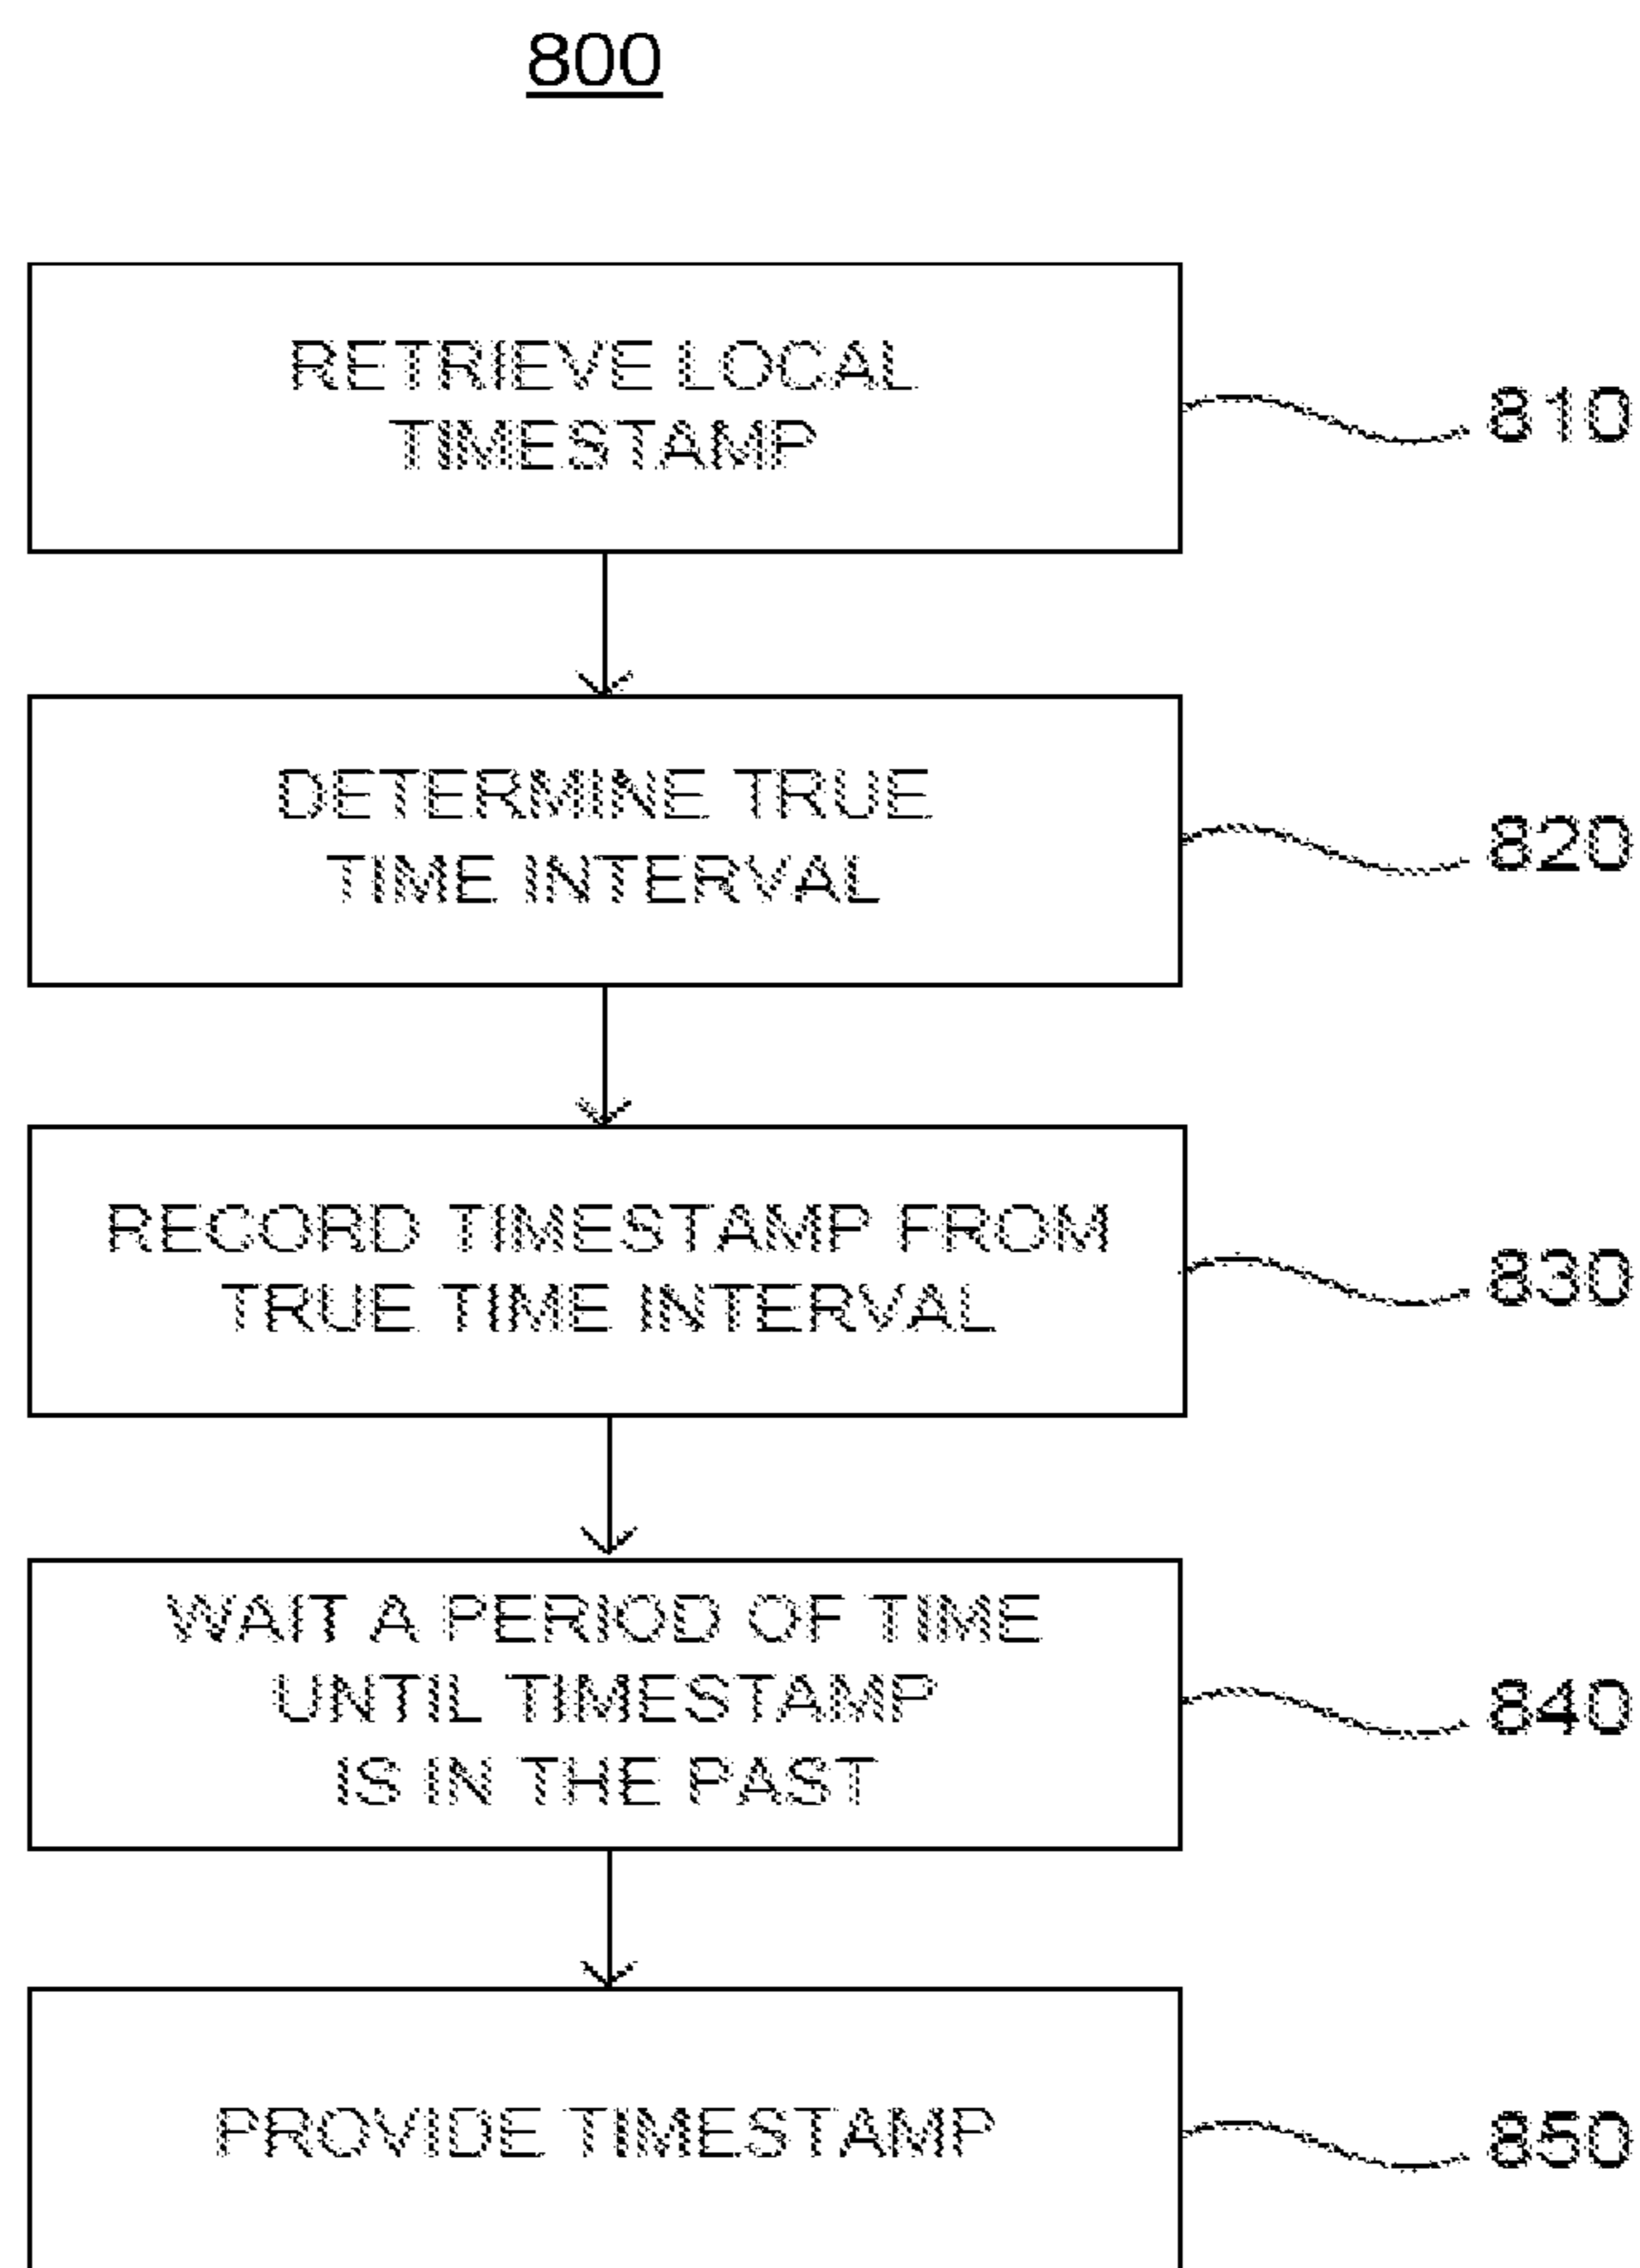 800
RETRIEVE LOCAL
TIMESTAMP
810
DETERMINE TRUE
TIME INTERVAL
820
RECORD TIMESTAMP FROM
TRUE TIME INTERVAL
830
WAIT A PERIOD OF TIME
UNTIL TIMESTAMP
IS IN THE PAST
840
PROVIDE TIMESTAMP
850